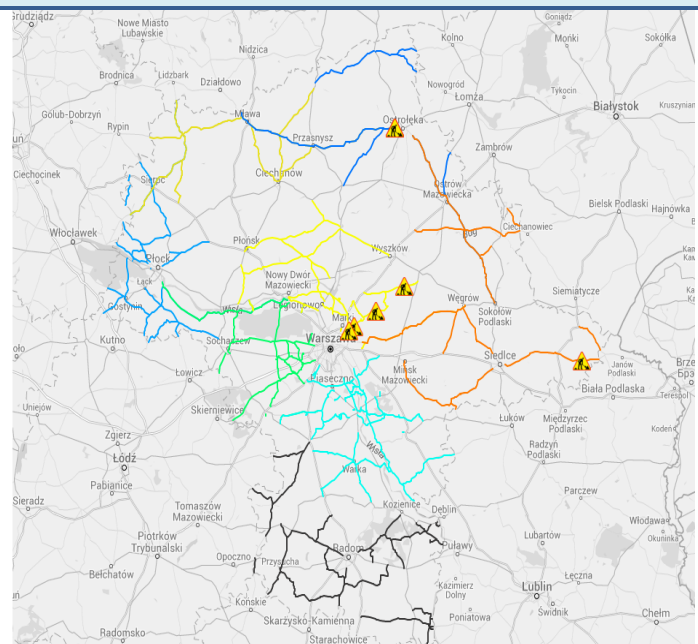 Grudziądz
Nowe Miasto
Lubawskie
Goniądz
Kolno
Mońki
Sokółka
Nidzica
Brodnica
Lidzbark
Działdowo
Nowogród
Łomża
Tykocin
Białystok
Kruszynian
Golub-Dobrzyń
Rypin
Mława
Przasnysz
Ostrołęka
Zambrów
Ciechocinek
Sierpc
Ciechanów
Ostrów
Mazowiecka
Bielsk Podlaski
Hajnówka
Włocławek
Płońsk
Wyszków
Ciechanowiec
Płock
Łąck
Nowy Dwór
Mazowiecki
Legionowo
Węgrów
Siemiatycze
Gostynin
Wisła
Marki
Sokołów
Podlaski
Kutno
Sochaczew
Warszawa
Siedlce
Janów
Podlaski
Łowicz
Piaseczno
Mińsk
Mazowiecki
Biała Podlaska
Terespol
Uniejów
Skierniewice
Łuków
Międzyrzec
Podlaski
Kodeń
Zgierz
Łódź
Wisła
Radzyń
Podlaski
Pabianice
Warka
Sieradz
Tomaszów
Mazowiecki
Kozienice
Dęblin
Parczew
Włodawa
Okuninka
Piotrków
Trybunalski
Opoczno
Przysucha
Radom
Puławy
Lubartów
Bełchatów
Końskie
Kazimierz
Dolny
Lublin
Łęczna
Świdnik
Chełm
Radomsko
Skarżysko-Kamienna
Starachowice
Poniatowa